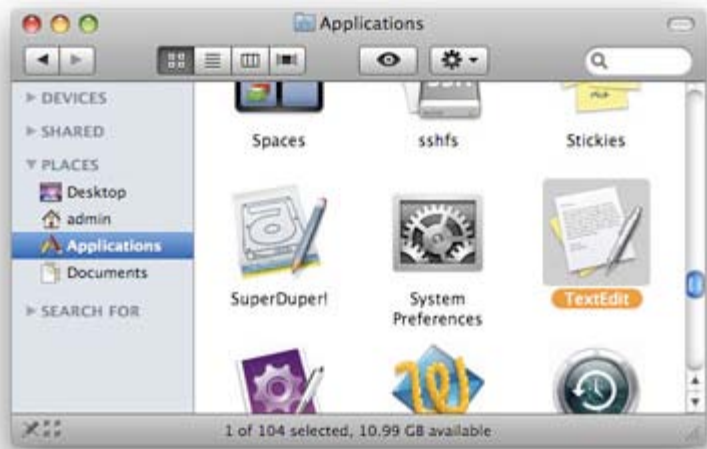 Applications
DEVICES
SHARED
PLACES
Desktop
admin
Applications
Documents
SEARCH FOR
Spaces
sshfs
Stickies
SuperDuper!
System
Preferences
TextEdit
1 of 104 selected, 10.99 GB available